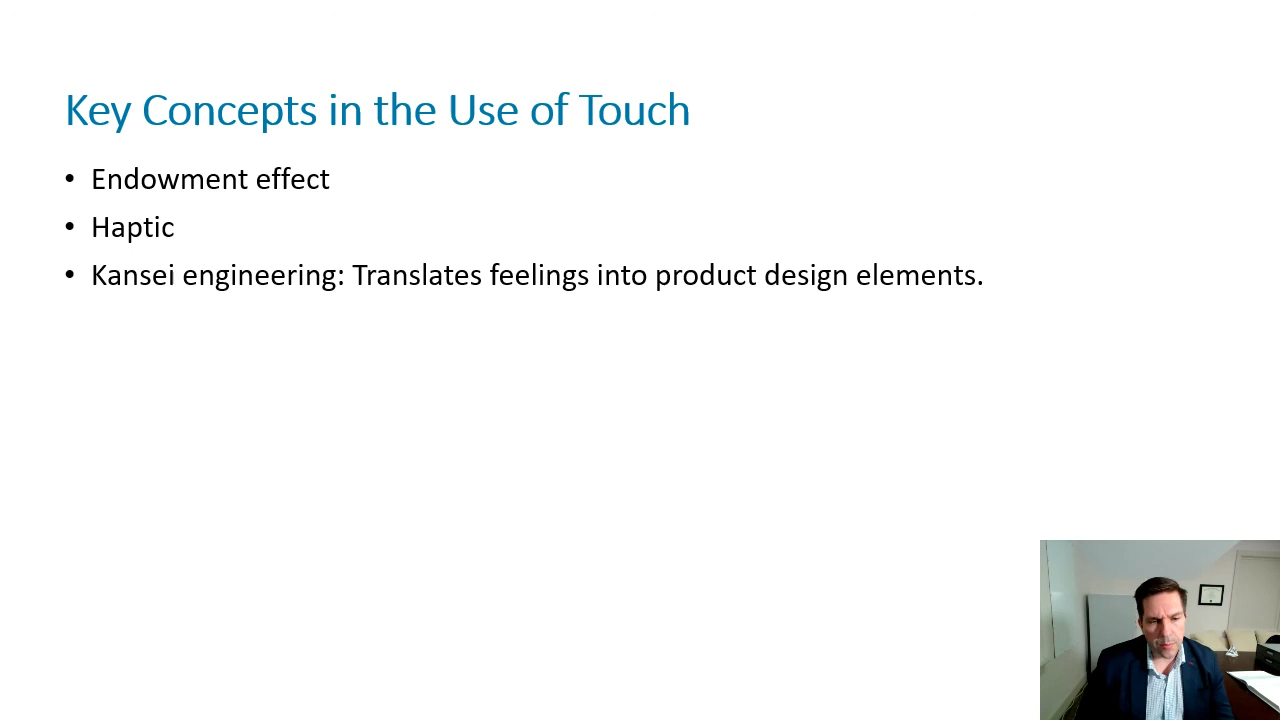 Key Concepts in the Use of Touch
• Endowment effect
• Haptic
• Kansei engineering: Translates feelings into product design elements.